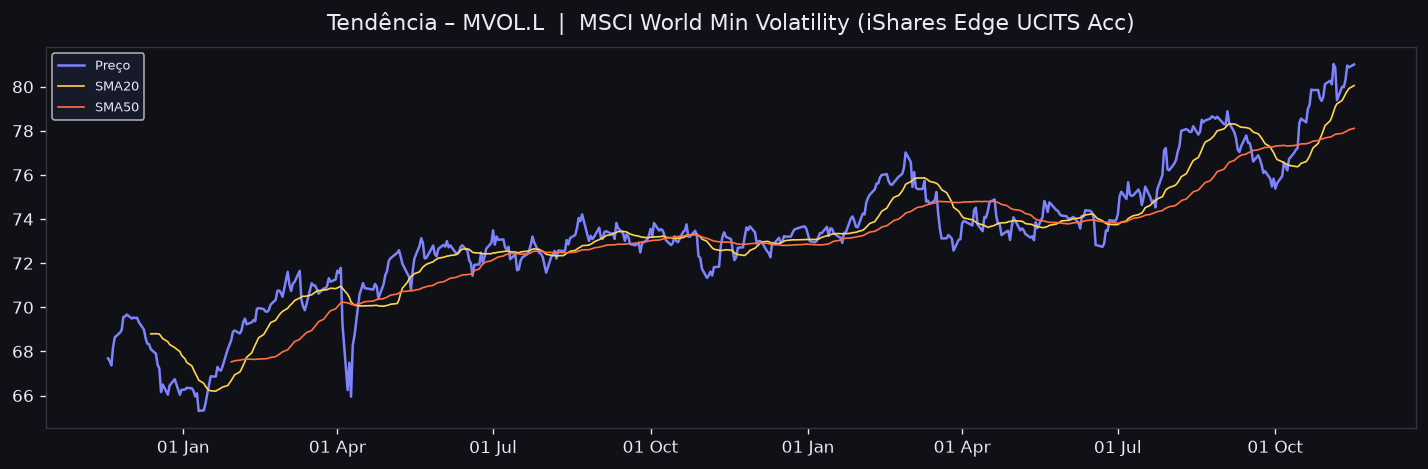 Tendência – MVOL.L | MSCI World Min Volatility (iShares Edge UCITS Acc)
Preço
SMA20
SMA50
80
78
76
74
72
70
68
66
01 Jan 01 Apr 01 Jul 01 Oct 01 Jan 01 Apr 01 Jul 01 Oct